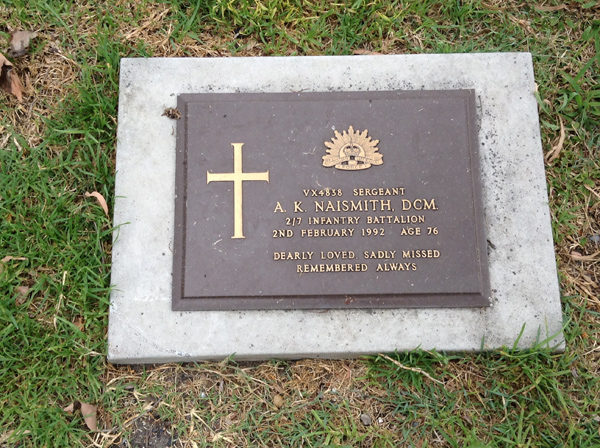 VX4838 SERGEANT
A. K. NAISMITH, DCM.
2/7 INFANTRY BATTALION
2ND FEBRUARY 1992 AGE 76
DEARLY LOVED, SADLY MISSED
REMEMBERED ALWAYS